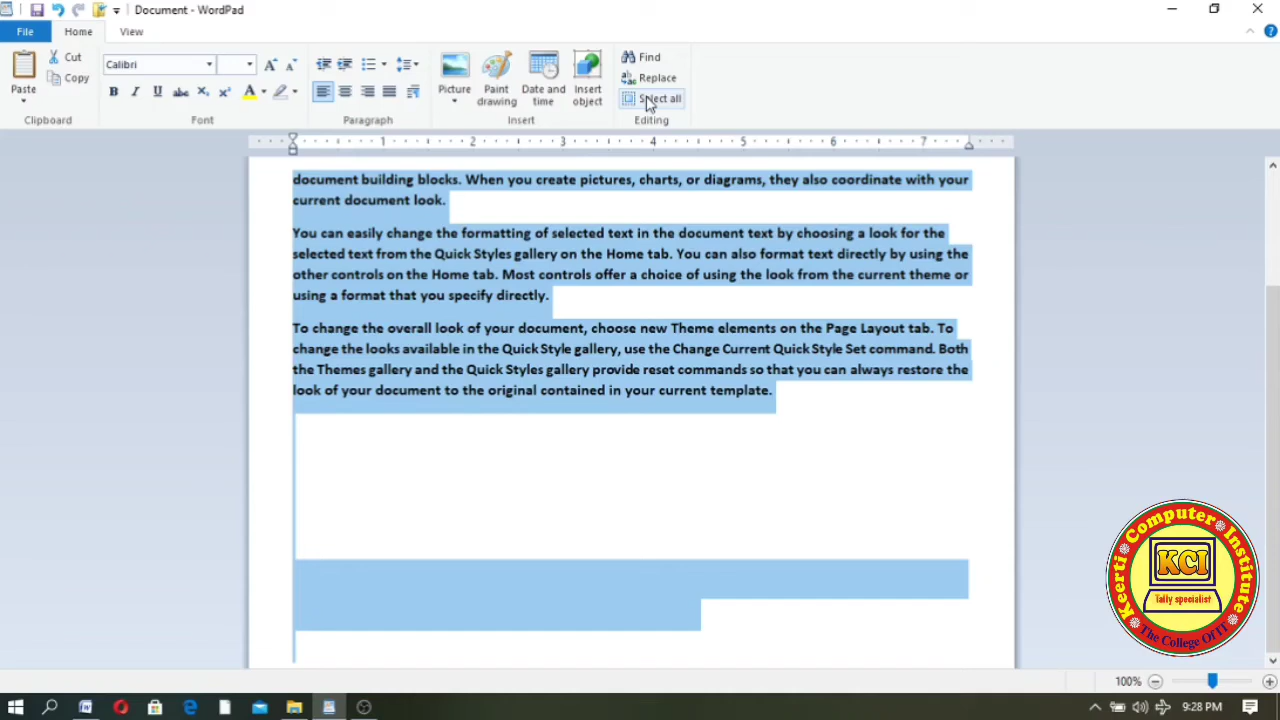 Document - WordPad
File
Home
View
Paste
Cut
Copy
Calibri
Clipboard
Font
Paragraph
Picture
Paint drawing
Date and time
Insert object
Insert
Find
Replace
Select all
Editing
1 2 3 4 5 6 7
document building blocks. When you create pictures, charts, or diagrams, they also coordinate with your
current document look.
You can easily change the formatting of selected text in the document text by choosing a look for the
selected text from the Quick Styles gallery on the Home tab. You can also format text directly by using the
other controls on the Home tab. Most controls offer a choice of using the look from the current theme or
using a format that you specify directly.
To change the overall look of your document, choose new Theme elements on the Page Layout tab. To
change the looks available in the Quick Style gallery, use the Change Current Quick Style Set command. Both
the Themes gallery and the Quick Styles gallery provide reset commands so that you can always restore the
look of your document to the original contained in your current template.
Keerti Computer Institute
KCI
Tally specialist
The College Of IT
100%
9:28 PM